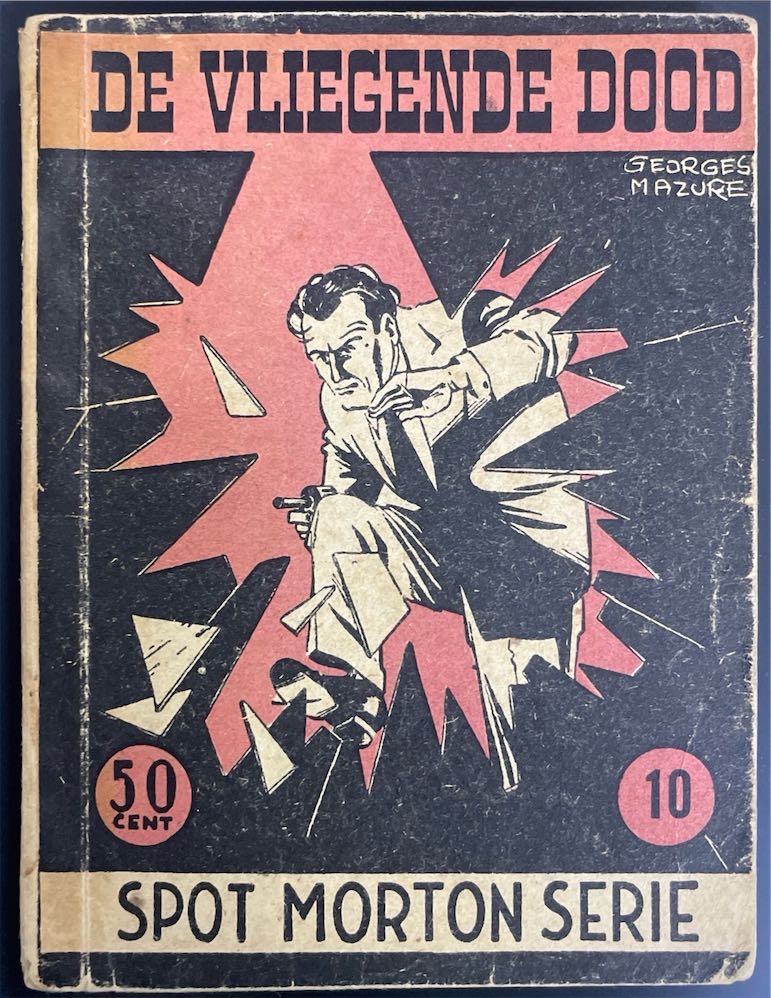 DE VLIEGENDE DOOD
GEORGES
MAZURE
50
CENT
10
SPOT MORTON SERIE